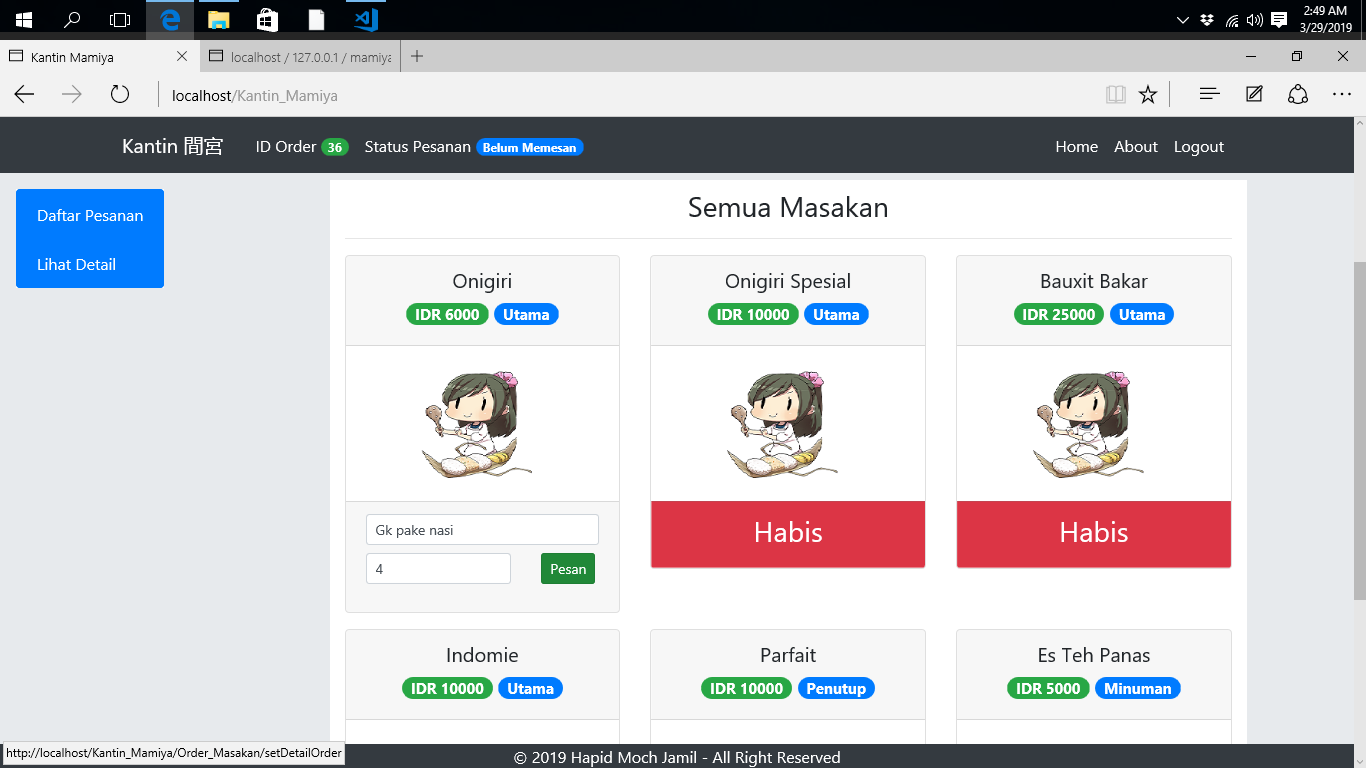 2:49 AM
3/29/2019
Kantin Mamiya
localhost / 127.0.0.1 / mamiya
localhost/Kantin_Mamiya
Kantin 間宮 ID Order 36 Status Pesanan Belum Memesan Home About Logout
Daftar Pesanan
Lihat Detail
Semua Masakan
Onigiri
IDR 6000 Utama
Gk pake nasi
4 Pesan
Onigiri Spesial
IDR 10000 Utama
Habis
Bauxit Bakar
IDR 25000 Utama
Habis
Indomie
IDR 10000 Utama
Parfait
IDR 10000 Penutup
Es Teh Panas
IDR 5000 Minuman
http://localhost/Kantin_Mamiya/Order_Masakan/setDetailOrder
© 2019 Hapid Moch Jamil - All Right Reserved